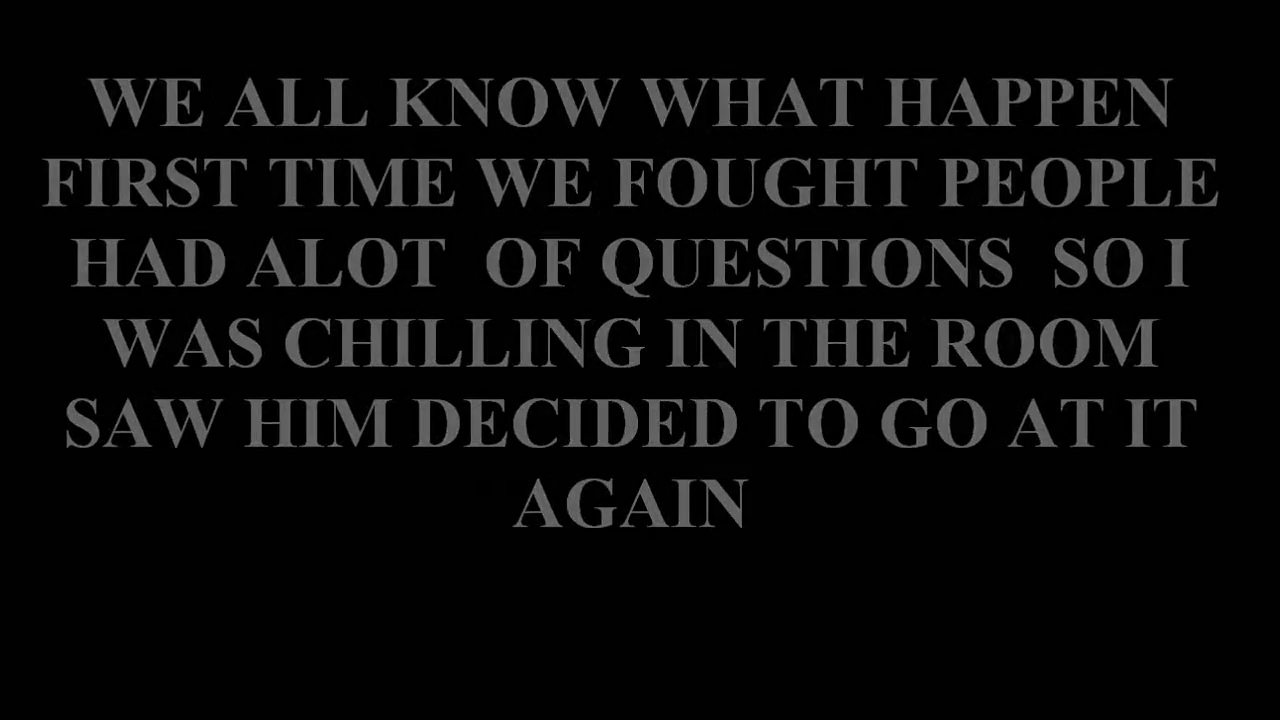 WE ALL KNOW WHAT HAPPEN
FIRST TIME WE FOUGHT PEOPLE
HAD ALOT  OF QUESTIONS  SO I
WAS CHILLING IN THE ROOM
SAW HIM DECIDED TO GO AT IT
AGAIN